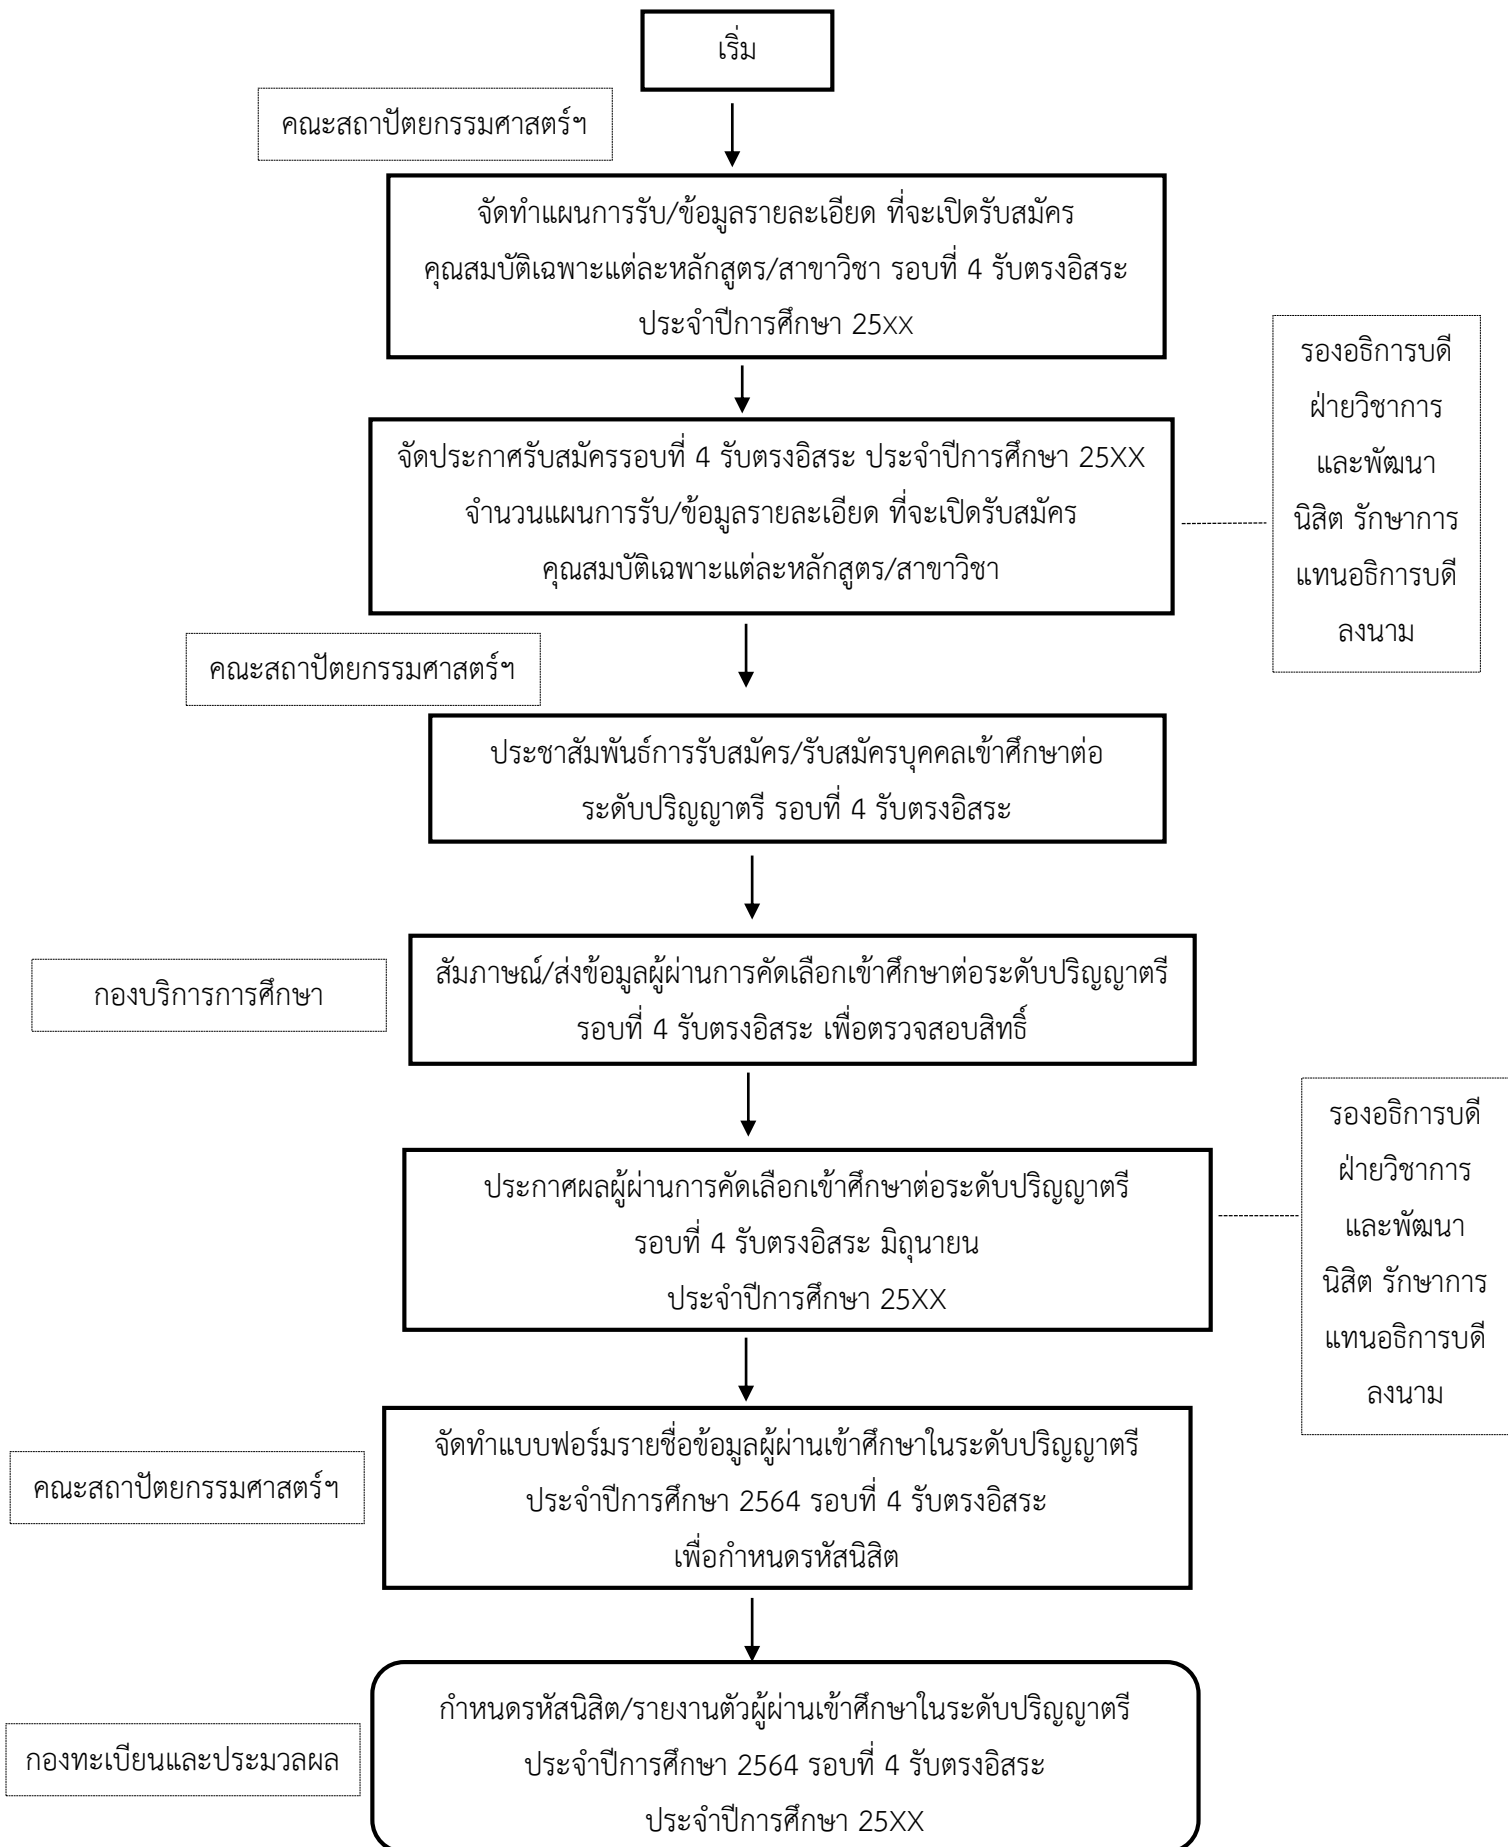 เริ่ม
คณะสถาปัตยกรรมศาสตร์ฯ
จัดทำแผนการรับ/ข้อมูลรายละเอียด ที่จะเปิดรับสมัคร
คุณสมบัติเฉพาะแต่ละหลักสูตร/สาขาวิชา รอบที่ 4 รับตรงอิสระ
ประจำปีการศึกษา 25xx
จัดประกาศรับสมัครรอบที่ 4 รับตรงอิสระ ประจำปีการศึกษา 25XX
จำนวนแผนการรับ/ข้อมูลรายละเอียด ที่จะเปิดรับสมัคร
คุณสมบัติเฉพาะแต่ละหลักสูตร/สาขาวิชา
รองอธิการบดี
ฝ่ายวิชาการ
และพัฒนา
นิสิต รักษาการ
แทนอธิการบดี
ลงนาม
คณะสถาปัตยกรรมศาสตร์ฯ
ประชาสัมพันธ์การรับสมัคร/รับสมัครบุคคลเข้าศึกษาต่อ
ระดับปริญญาตรี รอบที่ 4 รับตรงอิสระ
กองบริการการศึกษา
สัมภาษณ์/ส่งข้อมูลผู้ผ่านการคัดเลือกเข้าศึกษาต่อระดับปริญญาตรี
รอบที่ 4 รับตรงอิสระ เพื่อตรวจสอบสิทธิ์
ประกาศผลผู้ผ่านการคัดเลือกเข้าศึกษาต่อระดับปริญญาตรี
รอบที่ 4 รับตรงอิสระ มิถุนายน
ประจำปีการศึกษา 25XX
รองอธิการบดี
ฝ่ายวิชาการ
และพัฒนา
นิสิต รักษาการ
แทนอธิการบดี
ลงนาม
คณะสถาปัตยกรรมศาสตร์ฯ
จัดทำแบบฟอร์มรายชื่อข้อมูลผู้ผ่านเข้าศึกษาในระดับปริญญาตรี
ประจำปีการศึกษา 2564 รอบที่ 4 รับตรงอิสระ
เพื่อกำหนดรหัสนิสิต
กองทะเบียนและประมวลผล
กำหนดรหัสนิสิต/รายงานตัวผู้ผ่านเข้าศึกษาในระดับปริญญาตรี
ประจำปีการศึกษา 2564 รอบที่ 4 รับตรงอิสระ
ประจำปีการศึกษา 25XX